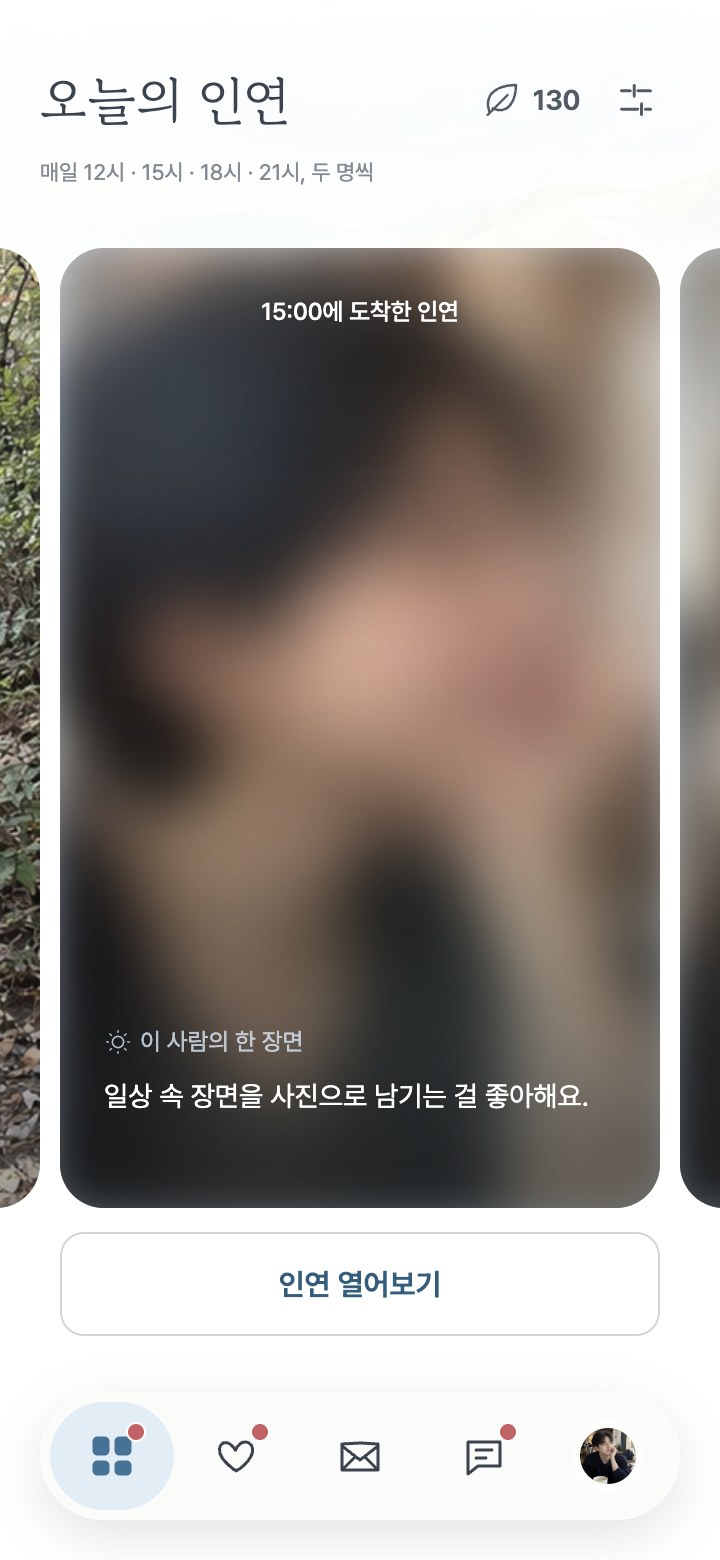 오늘의 인연
130
매일 12시 · 15시 · 18시 · 21시, 두 명씩
15:00에 도착한 인연
이 사람의 한 장면
일상 속 장면을 사진으로 남기는 걸 좋아해요.
인연 열어보기